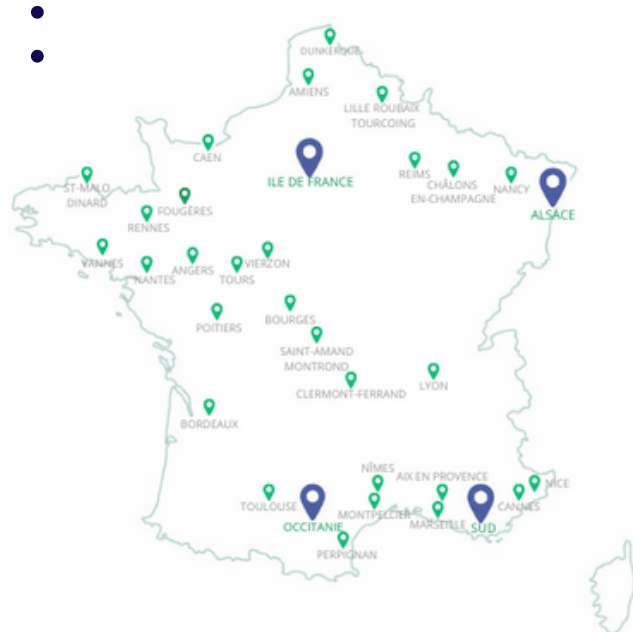 DUNKERQUE
AMIENS
LILLE ROUBAIX
TOURCOING
CAEN
ILE DE FRANCE
REIMS
CHÂLONS
EN-CHAMPAGNE
NANCY
ST-MALO
DINARD
FOUGÈRES
ALSACE
RENNES
VANNES
NANTES
ANGERS
TOURS
VIERZON
POITIERS
BOURGES
SAINT-AMAND
MONTROND
CLERMONT-FERRAND
LYON
BORDEAUX
NÎMES
AIX EN PROVENCE
NICE
TOULOUSE
OCCITANIE
MONTPELLIER
MARSEILLE
SUD
CANNES
PERPIGNAN